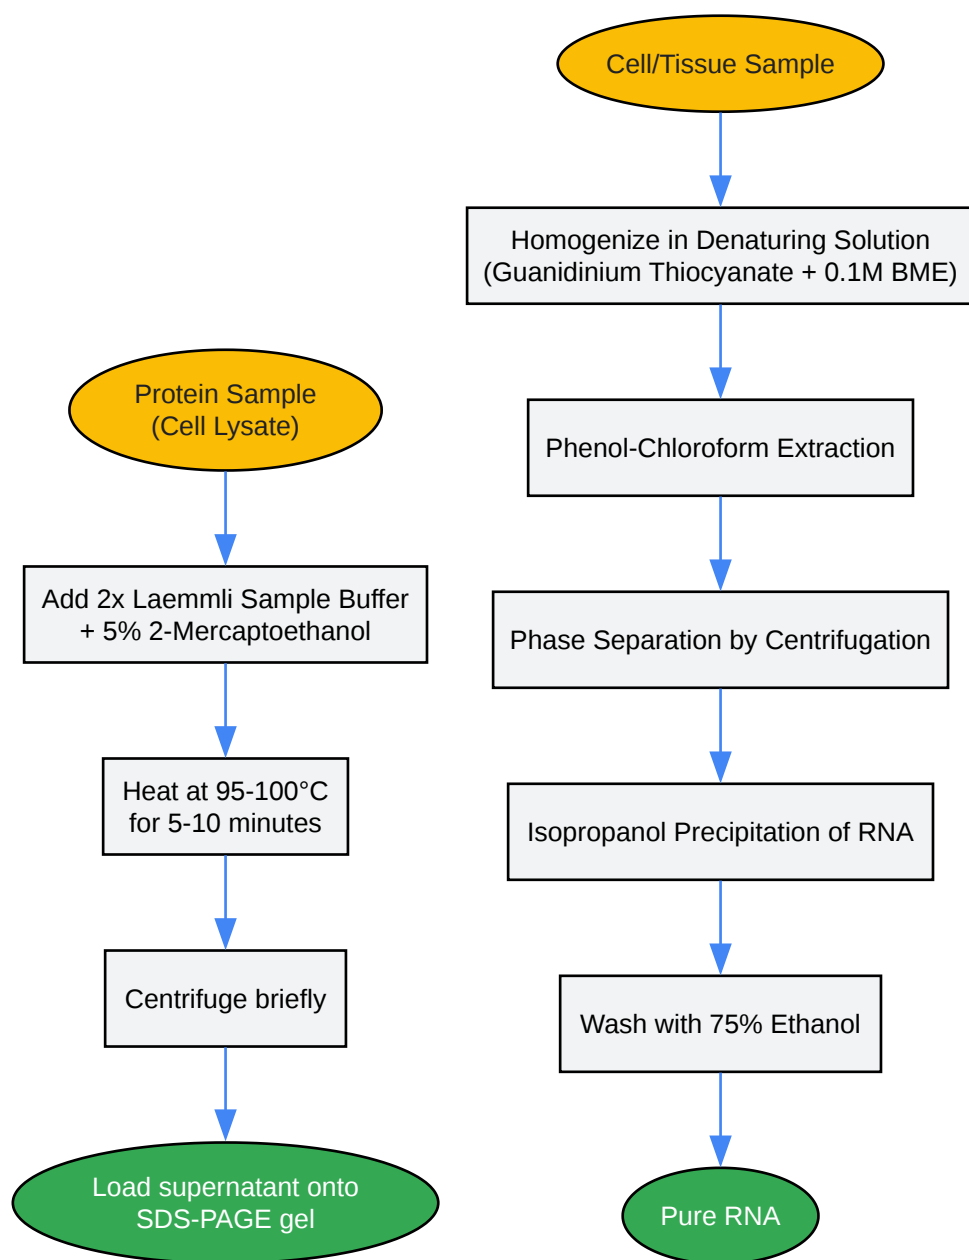 Protein Sample
(Cell Lysate)
Add 2x Laemmli Sample Buffer
+ 5% 2-Mercaptoethanol
Heat at 95-100°C
for 5-10 minutes
Centrifuge briefly
Load supernatant onto
SDS-PAGE gel
Cell/Tissue Sample
Homogenize in Denaturing Solution
(Guanidinium Thiocyanate + 0.1M BME)
Phenol-Chloroform Extraction
Phase Separation by Centrifugation
Isopropanol Precipitation of RNA
Wash with 75% Ethanol
Pure RNA